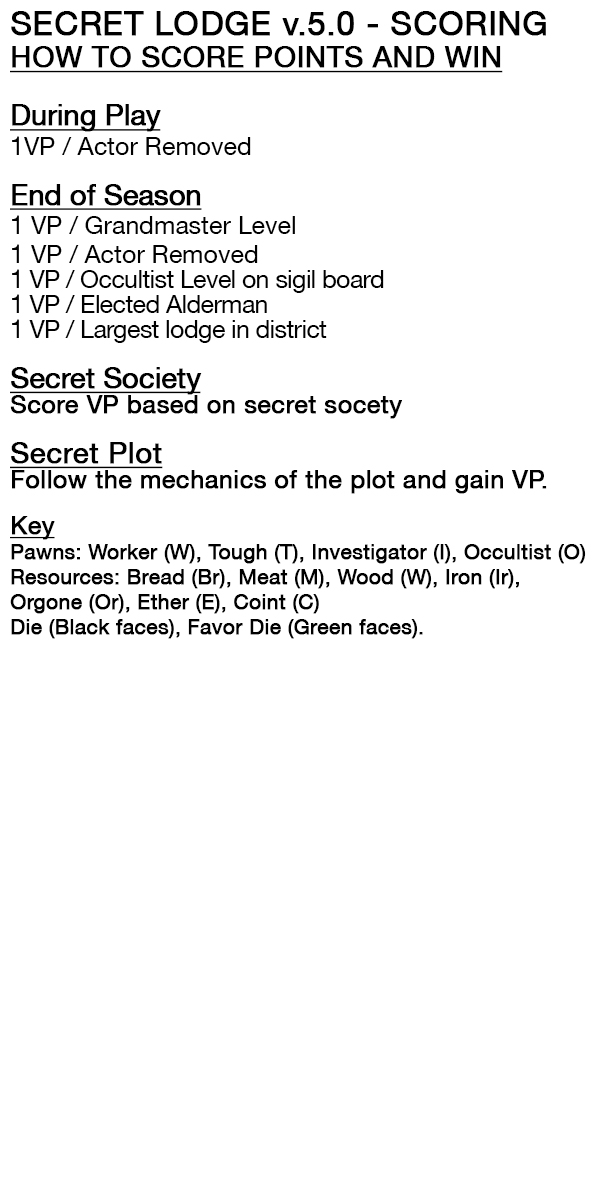 SECRET LODGE v.5.0 - SCORING
HOW TO SCORE POINTS AND WIN
During Play
1VP / Actor Removed
End of Season
1 VP / Grandmaster Level
1 VP / Actor Removed
1 VP / Occultist Level on sigil board
1 VP / Elected Alderman
1 VP / Largest lodge in district
Secret Society
Score VP based on secret socety
Secret Plot
Follow the mechanics of the plot and gain VP.
Key
Pawns: Worker (W), Tough (T), Investigator (I), Occultist (O)
Resources: Bread (Br), Meat (M), Wood (W), Iron (Ir),
Orgone (Or), Ether (E), Coint (C)
Die (Black faces), Favor Die (Green faces).